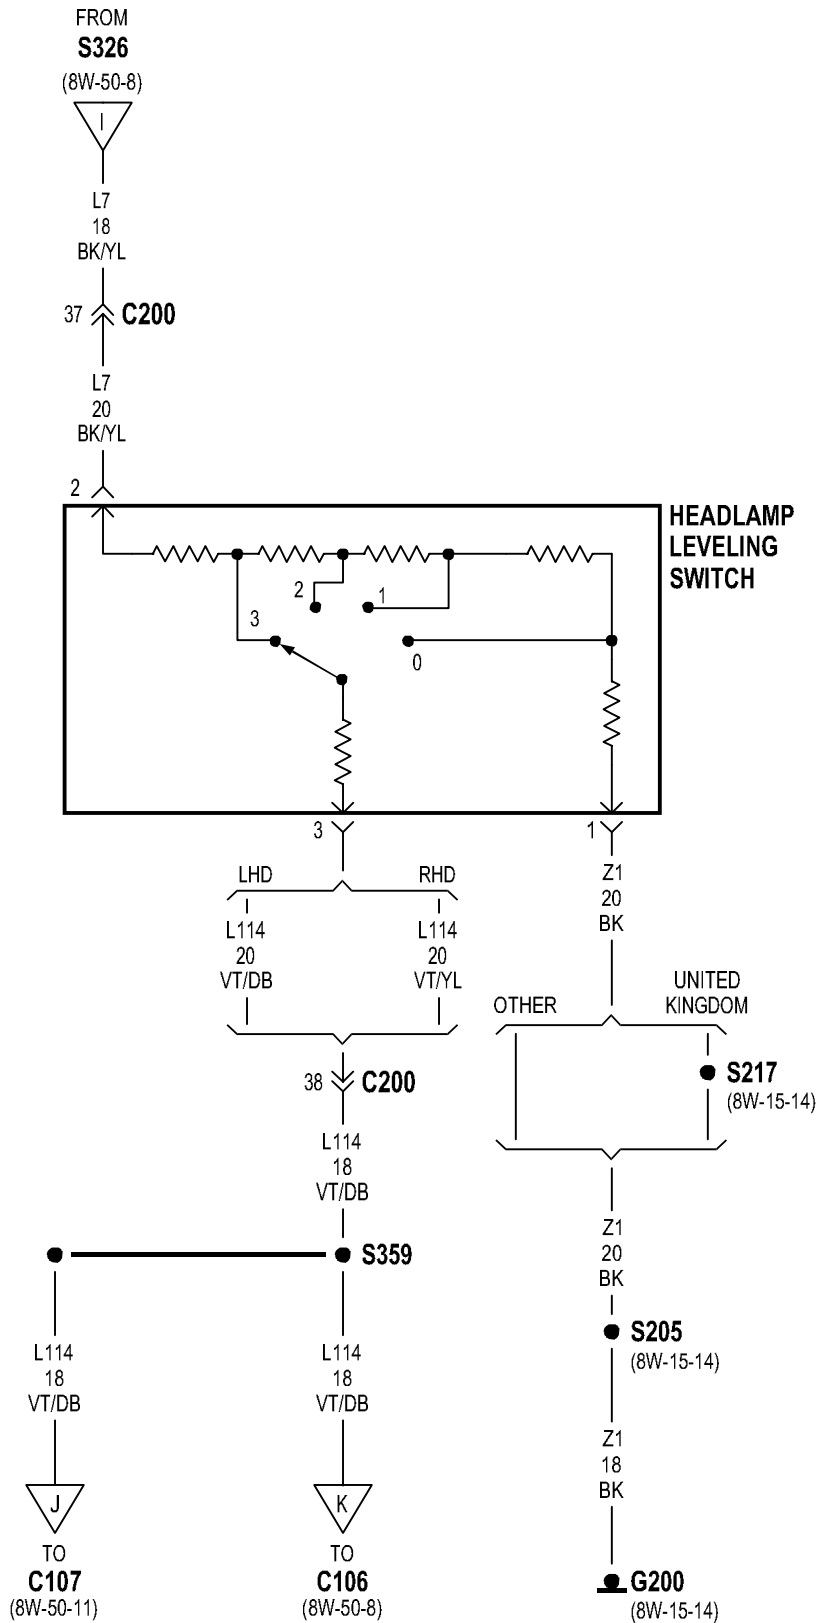 FROM
S326
(8W-50-8)
I
L7
18
BK/YL
37
C200
L7
20
BK/YL
2
HEADLAMP
LEVELING
SWITCH
2
1
3
0
3
1
LHD
RHD
L114
20
VT/DB
L114
20
VT/YL
Z1
20
BK
OTHER
UNITED
KINGDOM
38
C200
S217
(8W-15-14)
L114
18
VT/DB
S359
Z1
20
BK
S205
(8W-15-14)
L114
18
VT/DB
L114
18
VT/DB
Z1
18
BK
J
TO
C107
(8W-50-11)
K
TO
C106
(8W-50-8)
G200
(8W-15-14)